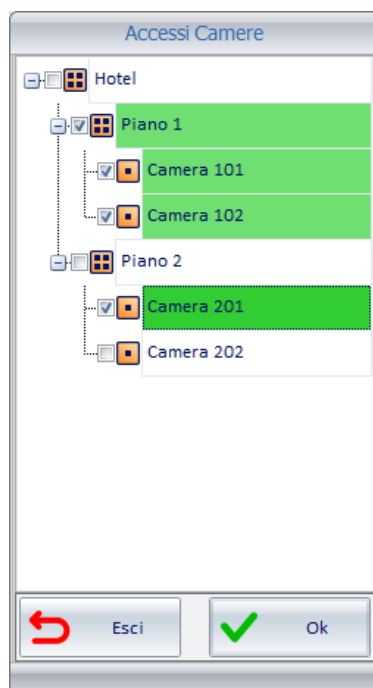 Accessi Camere
Hotel
Piano 1
Camera 101
Camera 102
Piano 2
Camera 201
Camera 202
Esci
Ok